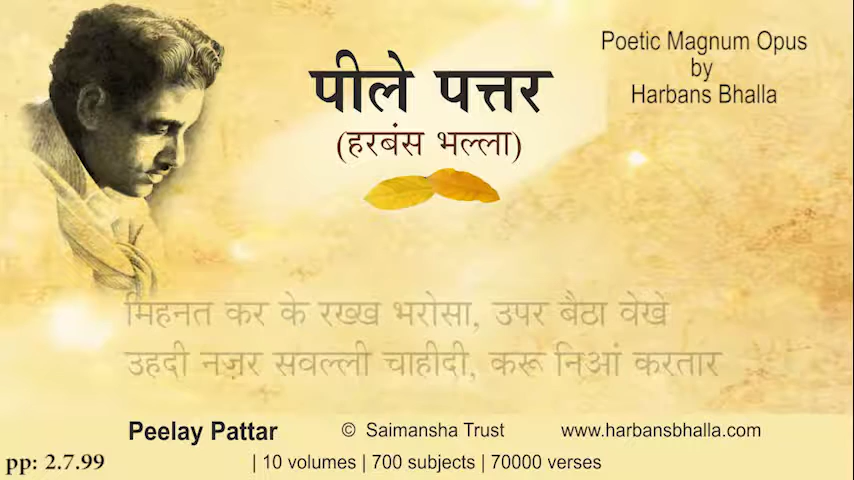 पीले पत्तर
(हरबंस भल्ला)
Poetic Magnum Opus
by
Harbans Bhalla
मिहनत कर के रख्ख भरोसा, उपर बैठा वेखे
उहदी नज़र सवल्ली चाहीदी, करू निआं करतार
Peelay Pattar © Saimansha Trust www.harbansbhalla.com
pp: 2.7.99 | 10 volumes | 700 subjects | 70000 verses